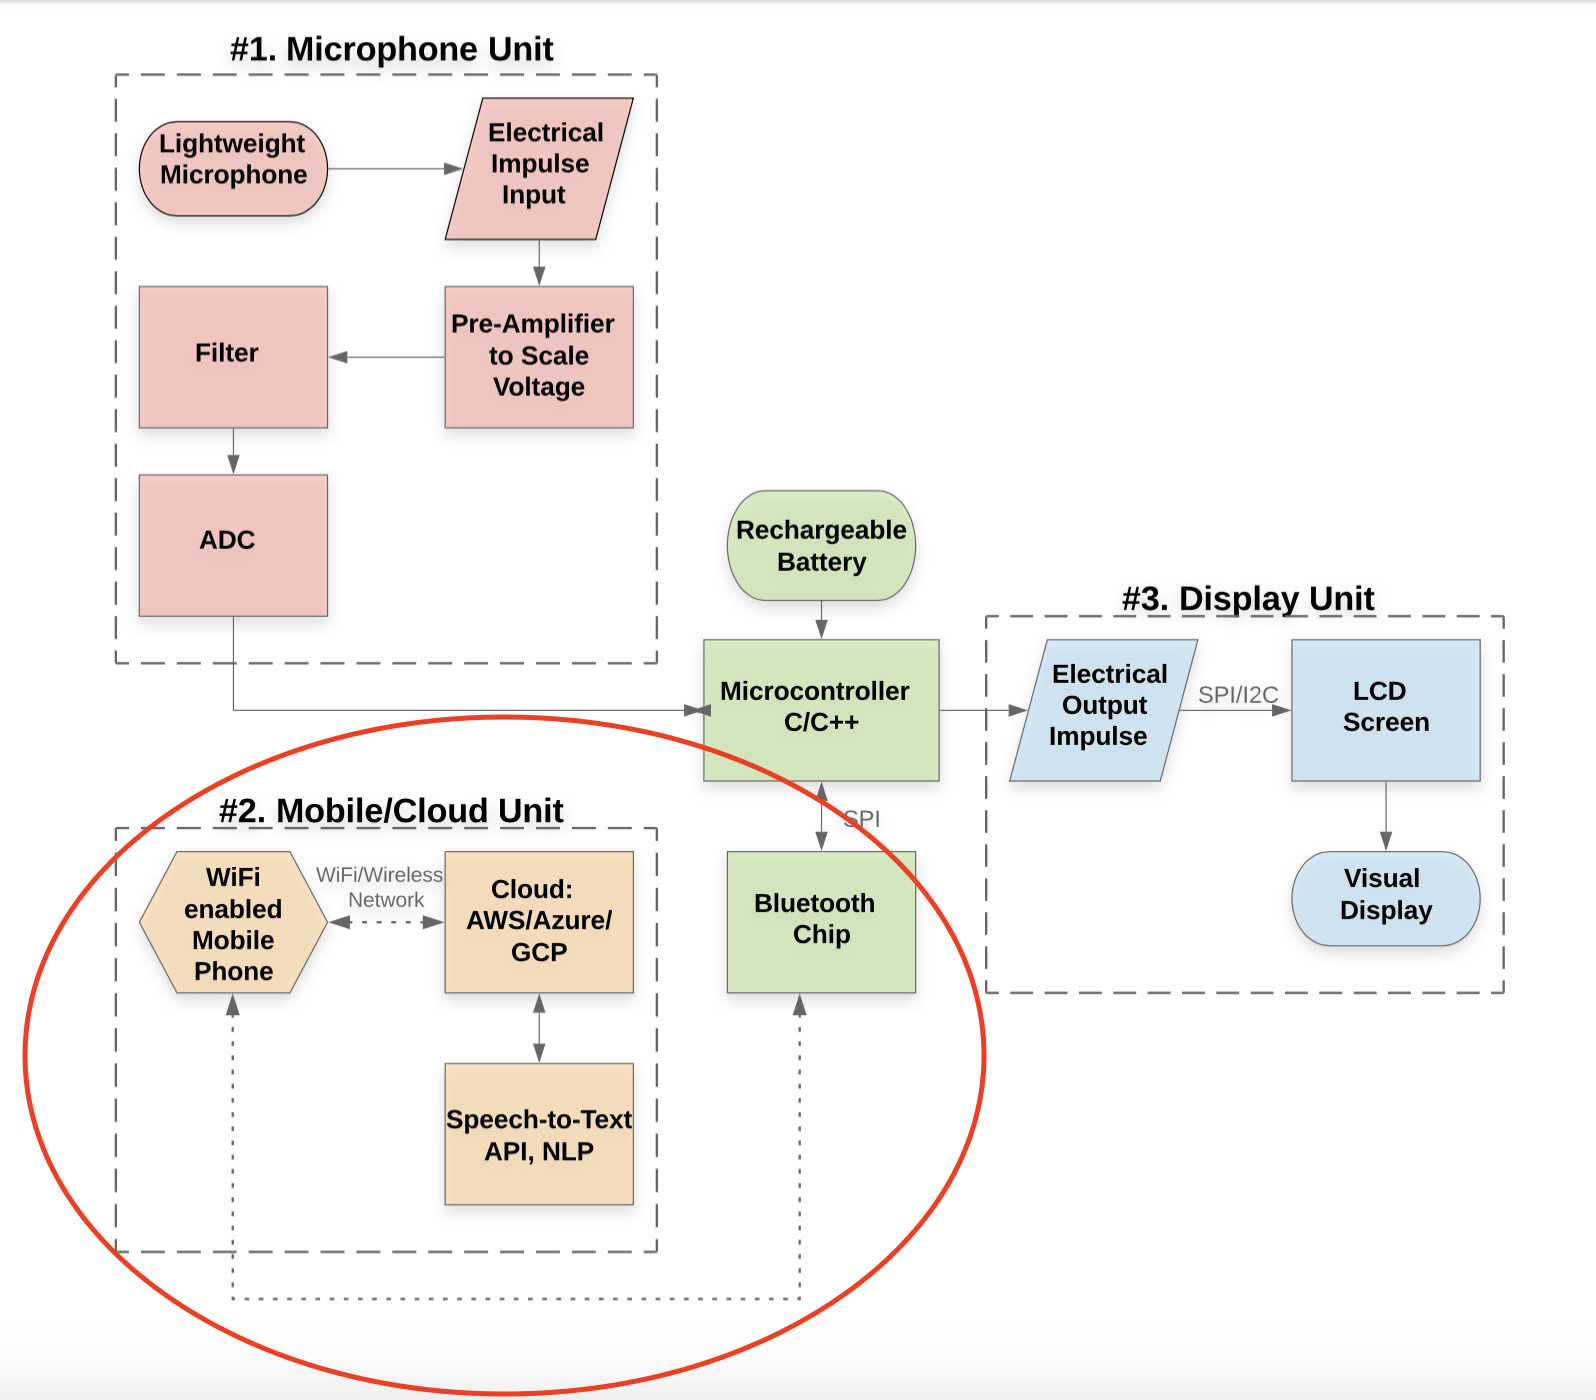 #1. Microphone Unit
Lightweight
Microphone
Electrical
Impulse
Input
Filter
Pre-Amplifier
to Scale
Voltage
ADC
Rechargeable
Battery
Microcontroller
C/C++
#3. Display Unit
Electrical
Output
Impulse
SPI/I2C
LCD
Screen
Visual
Display
SPI
Bluetooth
Chip
#2. Mobile/Cloud Unit
WiFi
enabled
Mobile
Phone
WiFi/Wireless
Network
Cloud:
AWS/Azure/
GCP
Speech-to-Text
API, NLP